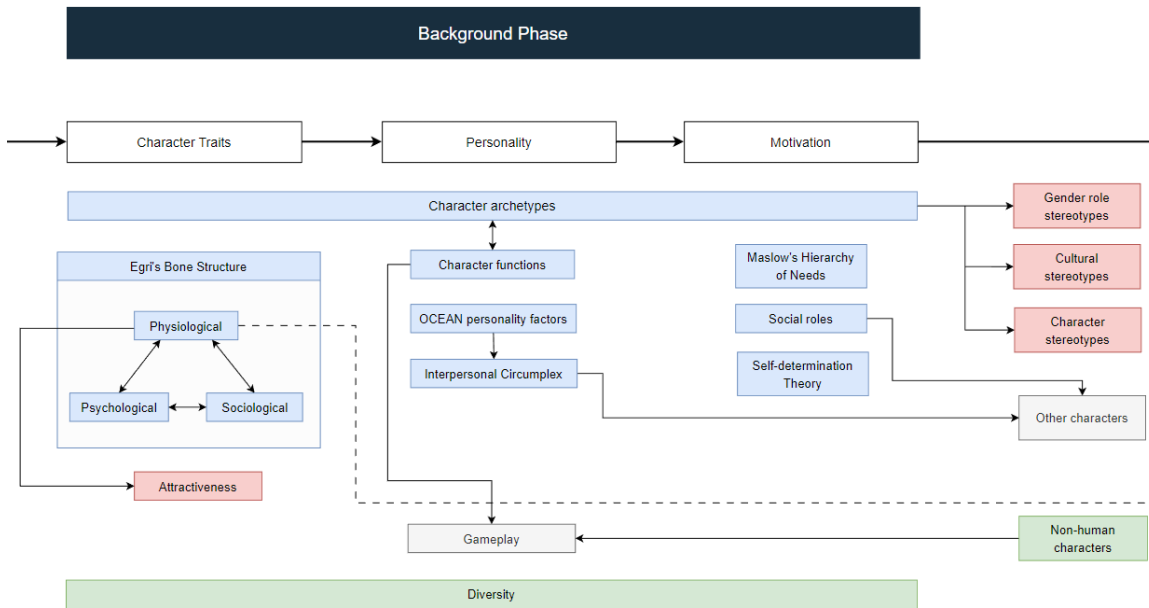 Background Phase
Character Traits
Personality
Motivation
Character archetypes
Gender role
stereotypes
Egri's Bone Structure
Character functions
Maslow's Hierarchy
of Needs
Cultural
stereotypes
Physiological
OCEAN personality factors
Social roles
Character
stereotypes
Interpersonal Circumplex
Self-determination
Theory
Psychological
Sociological
Other characters
Attractiveness
Gameplay
Non-human
characters
Diversity